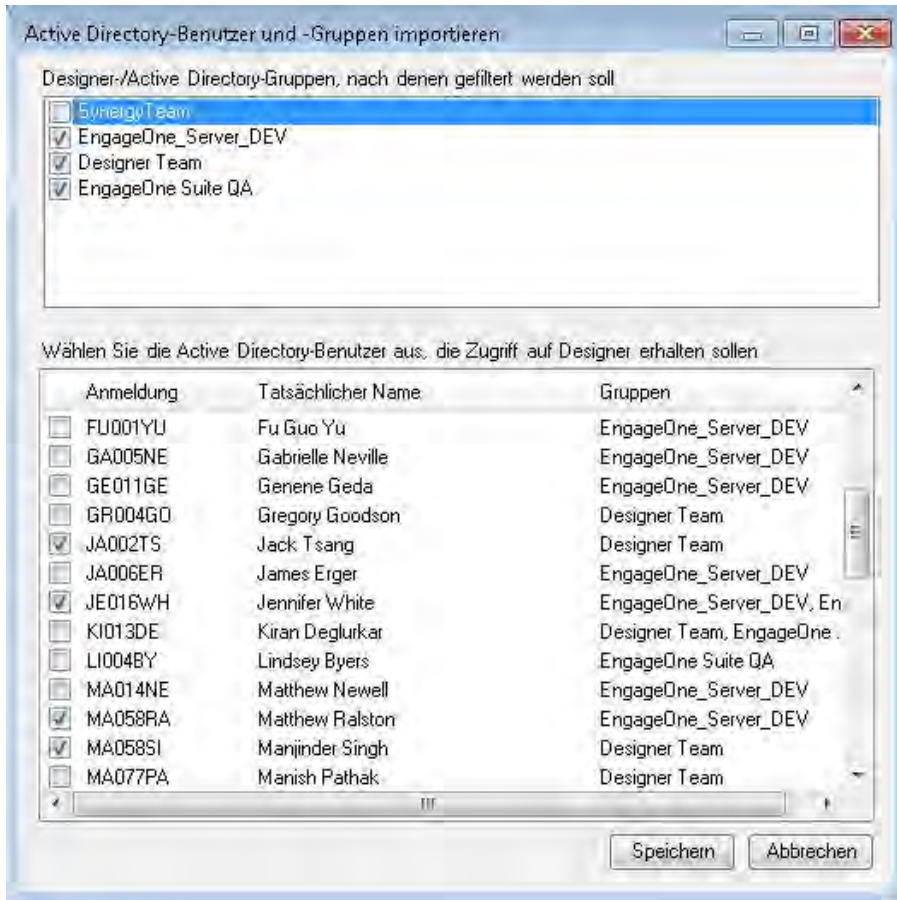 Active Directory-Benutzer und -Gruppen importieren
Designer-/Active Directory-Gruppen, nach denen gefiltert werden soll
SynergyTeam
EngageOne_Server_DEV
Designer Team
EngageOne Suite QA
Wählen Sie die Active Directory-Benutzer aus, die Zugriff auf Designer erhalten sollen
Anmeldung Tatsächlicher Name Gruppen
FU001YU Fu Guo Yu EngageOne_Server_DEV
GA005NE Gabrielle Neville EngageOne_Server_DEV
GE011GE Genene Geda EngageOne_Server_DEV
GR004GO Gregory Goodson Designer Team
JA002TS Jack Tsang Designer Team
JA006ER James Erger EngageOne_Server_DEV
JE016WH Jennifer White EngageOne_Server_DEV, En
KI013DE Kiran Deglurkar Designer Team, EngageOne .
LI004BY Lindsey Byers EngageOne Suite QA
MA014NE Matthew Newell EngageOne_Server_DEV
MA058RA Matthew Ralston EngageOne_Server_DEV
MA058SI Manjinder Singh Designer Team
MA077PA Manish Pathak Designer Team
Speichern Abbrechen